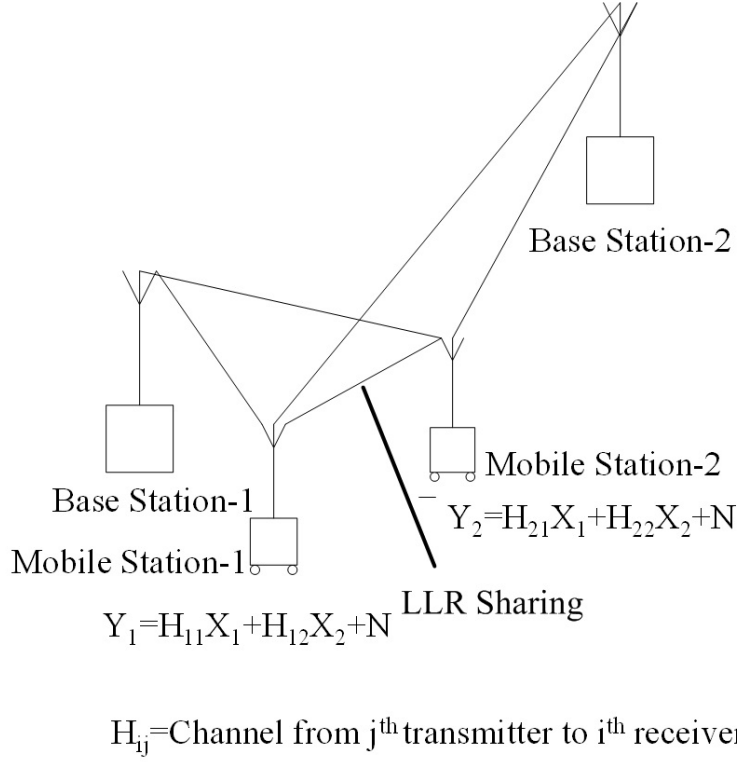 Base Station-2
Mobile Station-2
Base Station-1
Y₂=H₂₁X₁+H₂₂X₂+N
Mobile Station-1
LLR Sharing
Y₁=H₁₁X₁+H₁₂X₂+N
Hᵢⱼ=Channel from jᵗʰ transmitter to iᵗʰ receiver